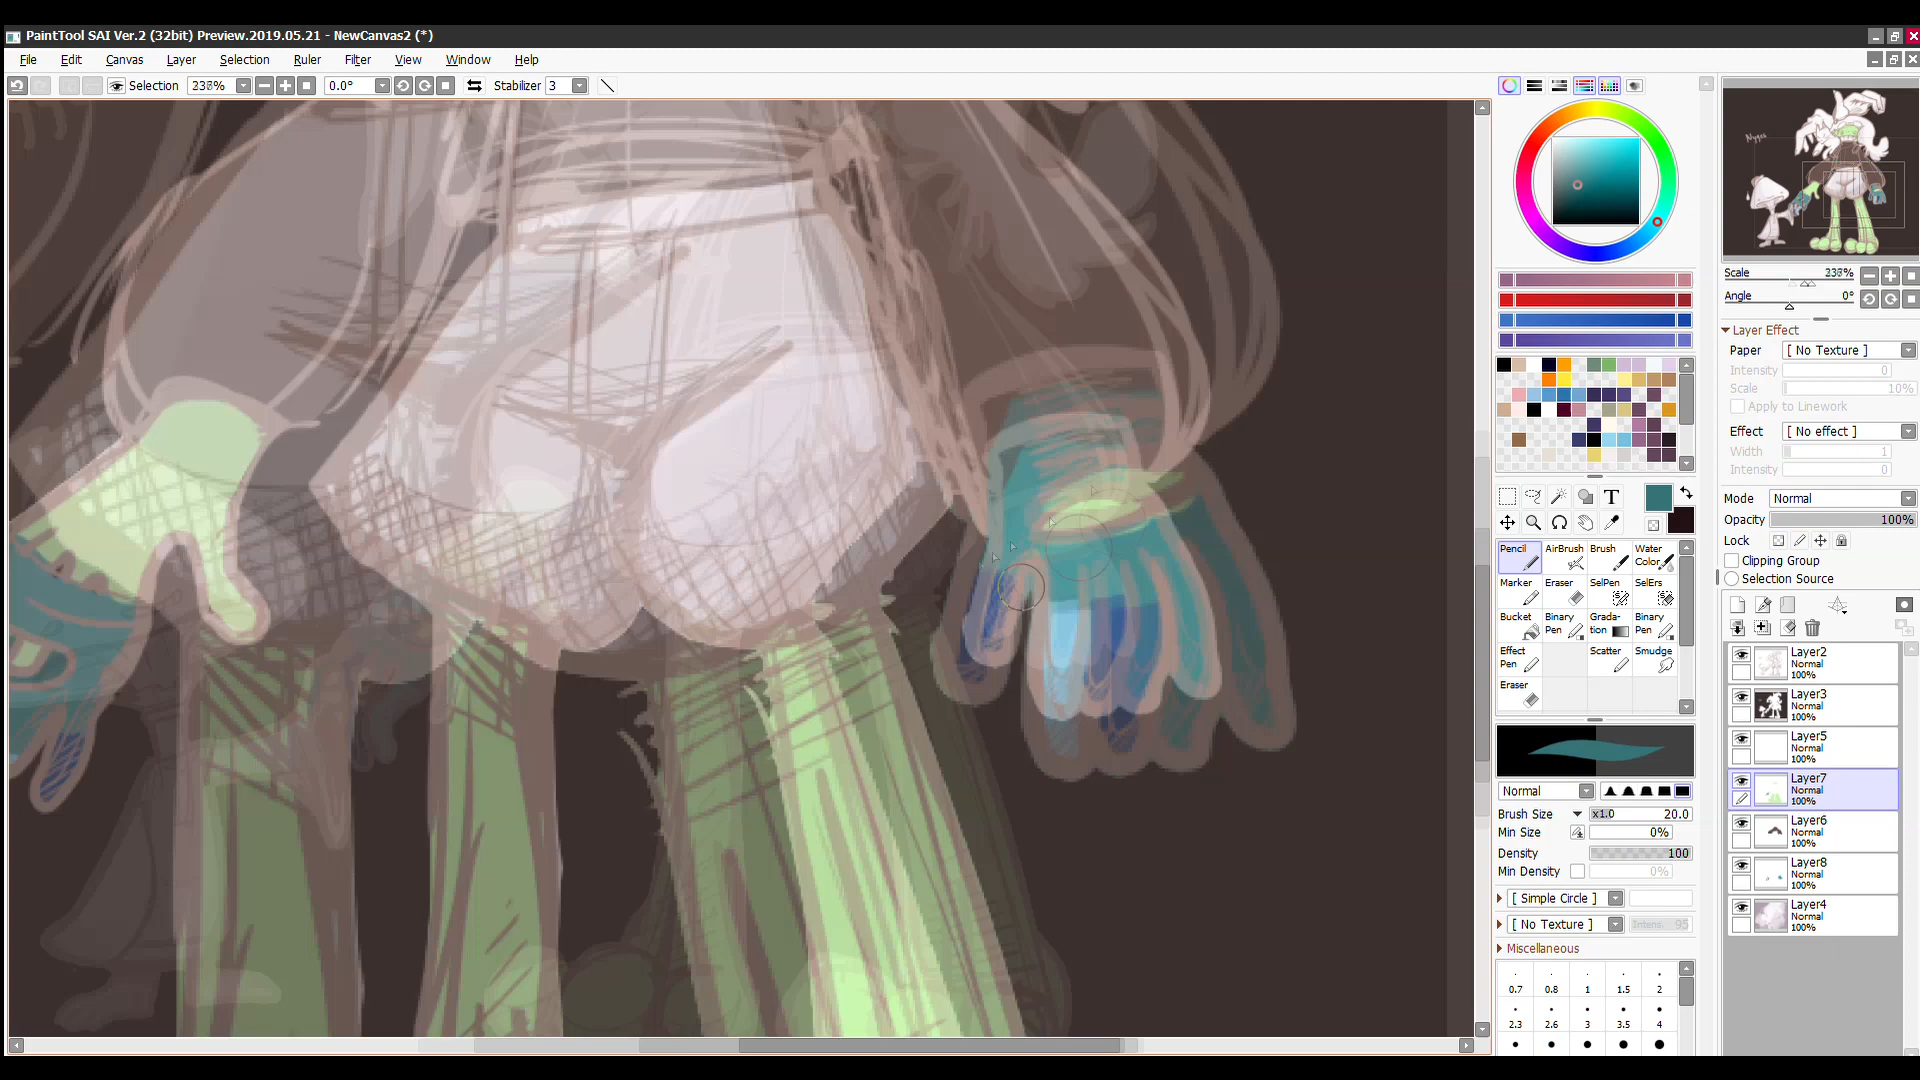 PaintTool SAI Ver.2 (32bit) Preview.2019.05.21 - NewCanvas2 (*)
File Edit Canvas Layer Selection Ruler Filter View Window Help
Selection 0.0° Stabilizer 3
Scale
Angle 0°
Layer Effect
Paper [ No Texture ]
Intensity 0
Scale 10%
Apply to Linework
Effect [ No effect ]
Width 1
Intensity 0
Mode Normal
Opacity 100%
Lock
Clipping Group
Selection Source
T
Pencil AirBrush Brush Water Color
Marker Eraser SelPen SelErs
Bucket Binary Pen Gradation Binary Pen
Effect Pen Scatter Smudge
Eraser
Normal
Brush Size x1.0 20.0
Min Size 0%
Density 100
Min Density 0%
[ Simple Circle ]
[ No Texture ] Intens. 95
Miscellaneous
0.7 0.8 1 1.5 2
2.3 2.6 3 3.5 4
Layer2
Normal
100%
Layer3
Normal
100%
Layer5
Normal
100%
Layer7
Normal
100%
Layer6
Normal
100%
Layer8
Normal
100%
Layer4
Normal
100%